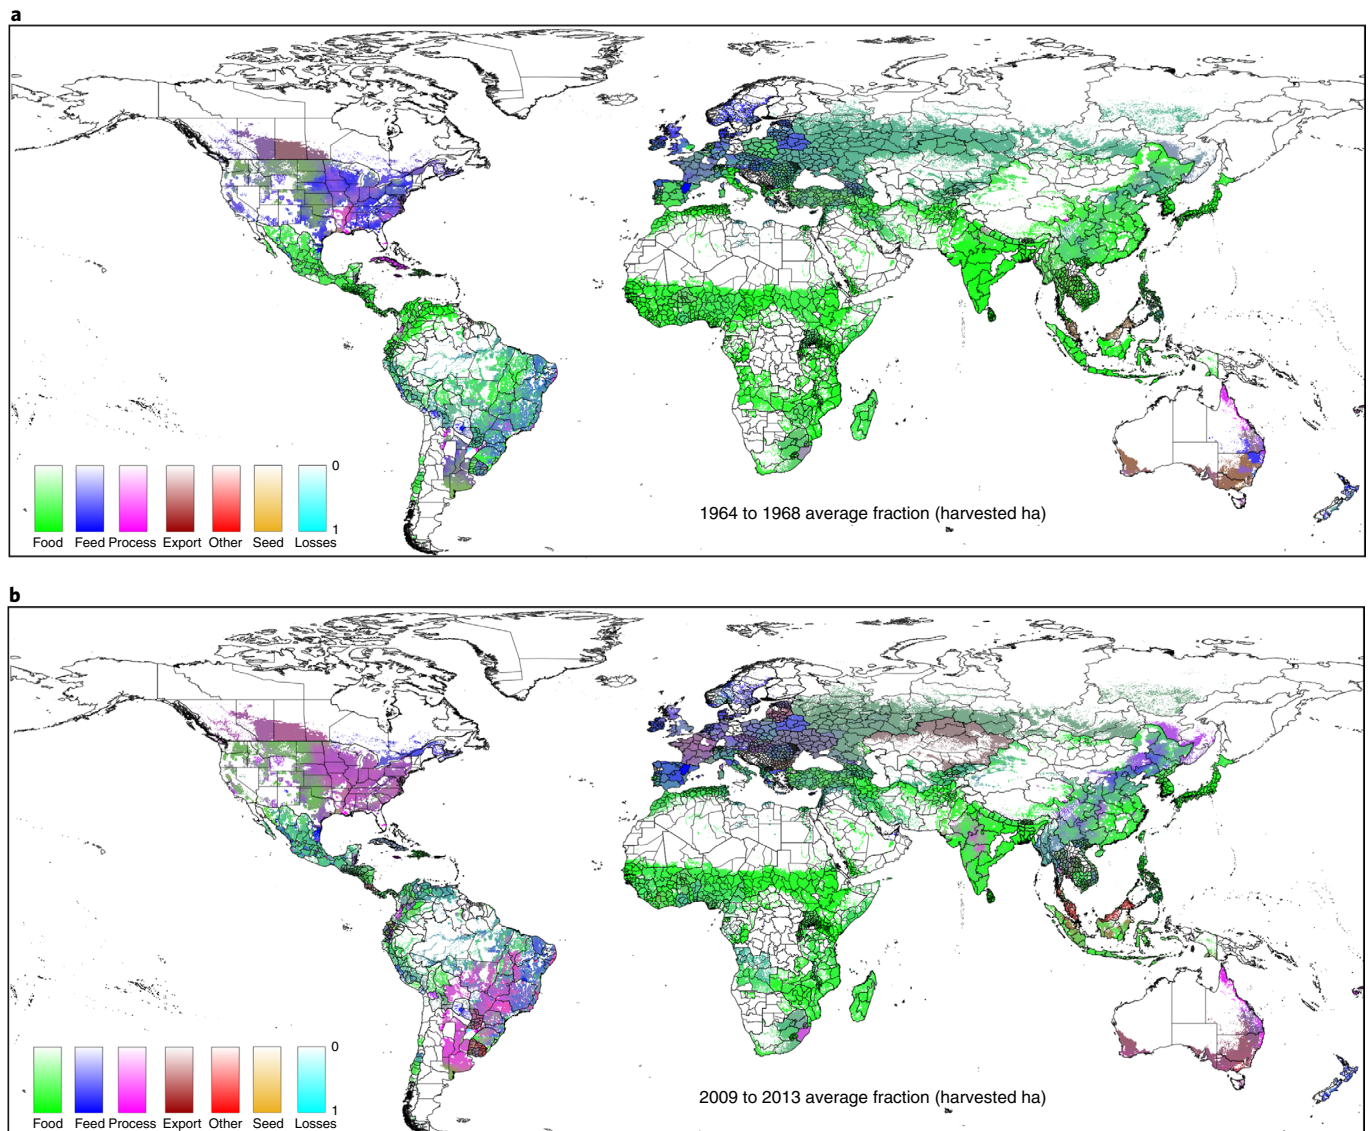 a
0
1
Food Feed Process Export Other Seed Losses
1964 to 1968 average fraction (harvested ha)
b
0
1
Food Feed Process Export Other Seed Losses
2009 to 2013 average fraction (harvested ha)